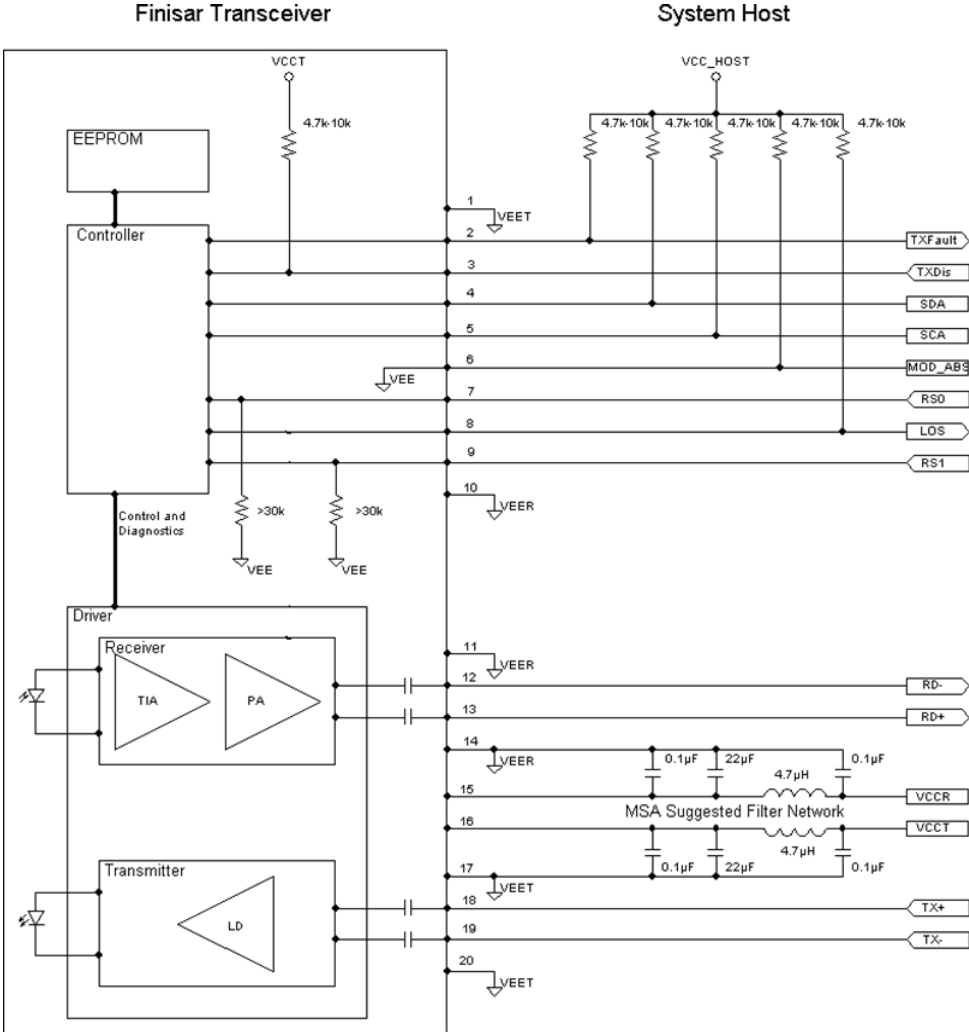 Finisar Transceiver
System Host
VCCT
VCC_HOST
4.7k-10k
4.7k-10k
4.7k-10k
4.7k-10k
4.7k-10k
4.7k-10k
EEPROM
1
VEET
Controller
2
TXFault
3
TXDis
4
SDA
5
SCA
6
MOD_ABS
VEE
7
RS0
8
LOS
9
RS1
10
VEER
>30k
>30k
Control and
Diagnostics
VEE
VEE
Driver
Receiver
11
VEER
TIA
PA
12
RD-
13
RD+
14
VEER
0.1µF
22µF
4.7µH
0.1µF
15
VCCR
MSA Suggested Filter Network
16
VCCT
4.7µH
17
0.1µF
22µF
0.1µF
VEET
Transmitter
LD
18
TX+
19
TX-
20
VEET